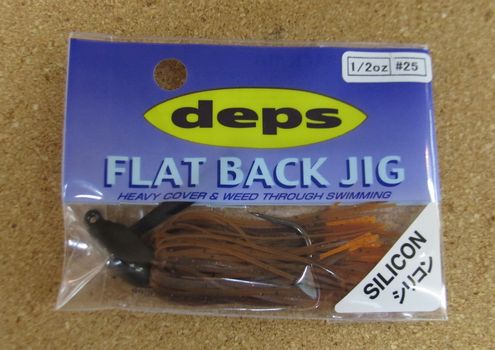 1/2oz #25
deps
FLAT BACK JIG
HEAVY COVER & WEED THROUGH SWIMMING
SILICON
シリコン